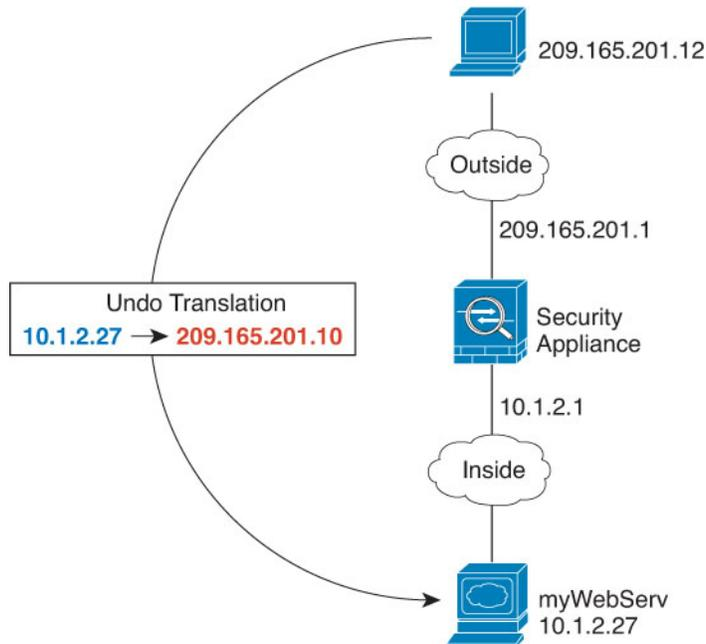 209.165.201.12
Outside
209.165.201.1
Undo Translation
10.1.2.27 → 209.165.201.10
Security
Appliance
10.1.2.1
Inside
myWebServ
10.1.2.27